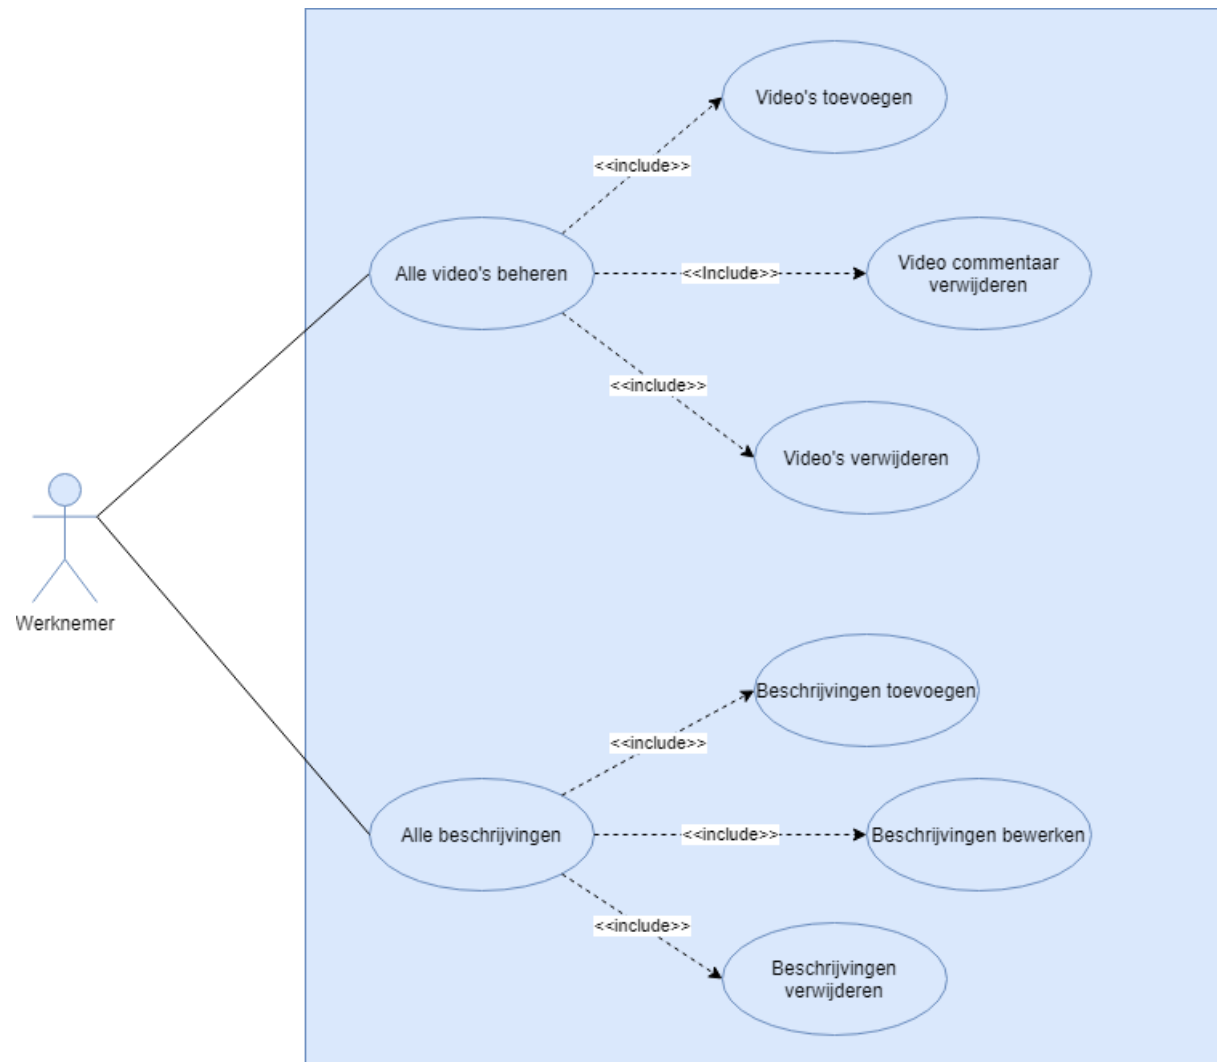 Video's toevoegen
<<include>>
Alle video's beheren
<<Include>>
Video commentaar
verwijderen
<<include>>
Video's verwijderen
Werknemer
Beschrijvingen toevoegen
<<include>>
Alle beschrijvingen
<<include>>
Beschrijvingen bewerken
<<include>>
Beschrijvingen
verwijderen